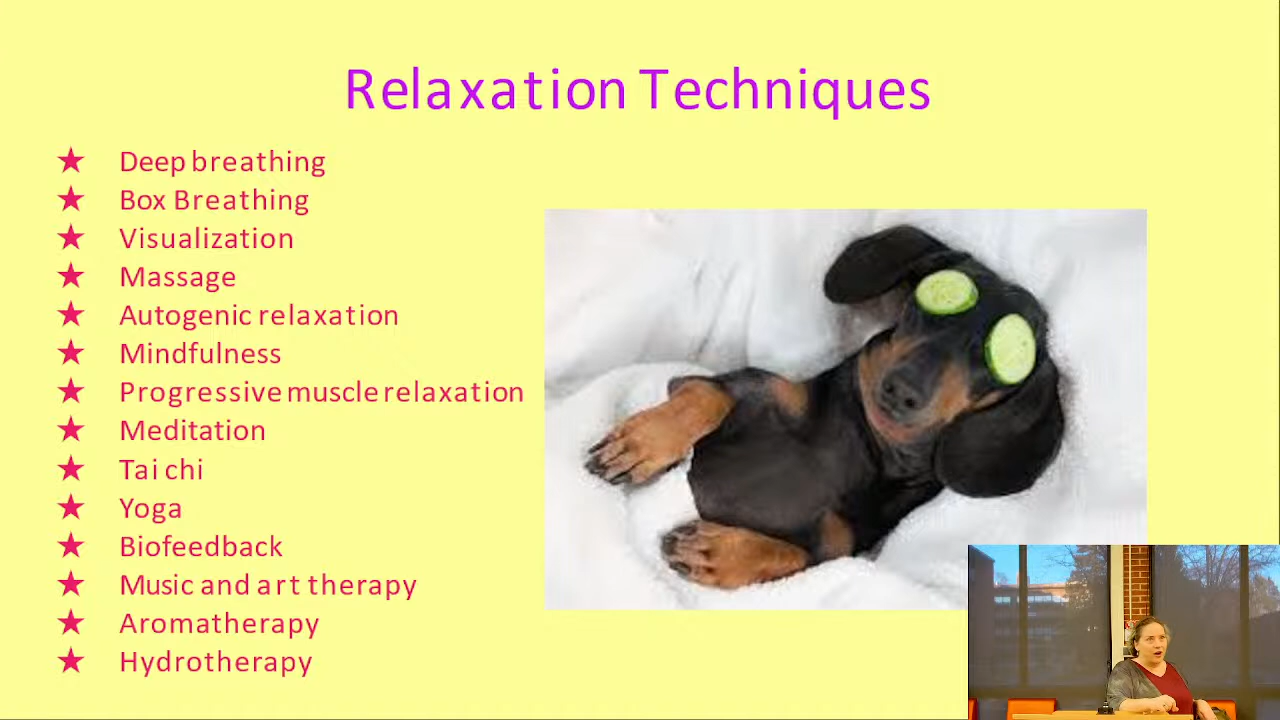 Relaxation Techniques
★ Deep breathing
★ Box Breathing
★ Visualization
★ Massage
★ Autogenic relaxation
★ Mindfulness
★ Progressive muscle relaxation
★ Meditation
★ Tai chi
★ Yoga
★ Biofeedback
★ Music and art therapy
★ Aromatherapy
★ Hydrotherapy